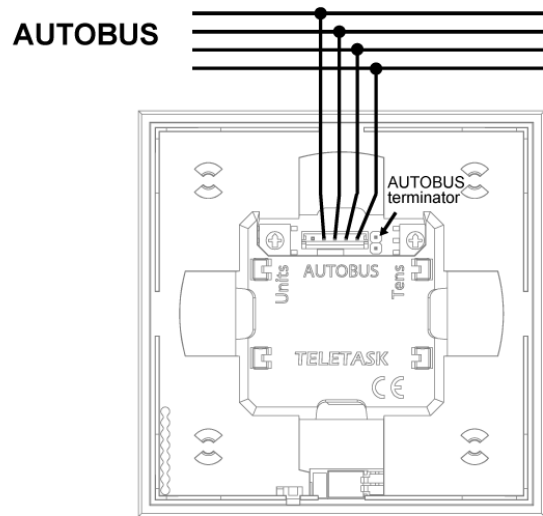 AUTOBUS
AUTOBUS
terminator
Units
AUTOBUS
Tens
TELETASK
CE